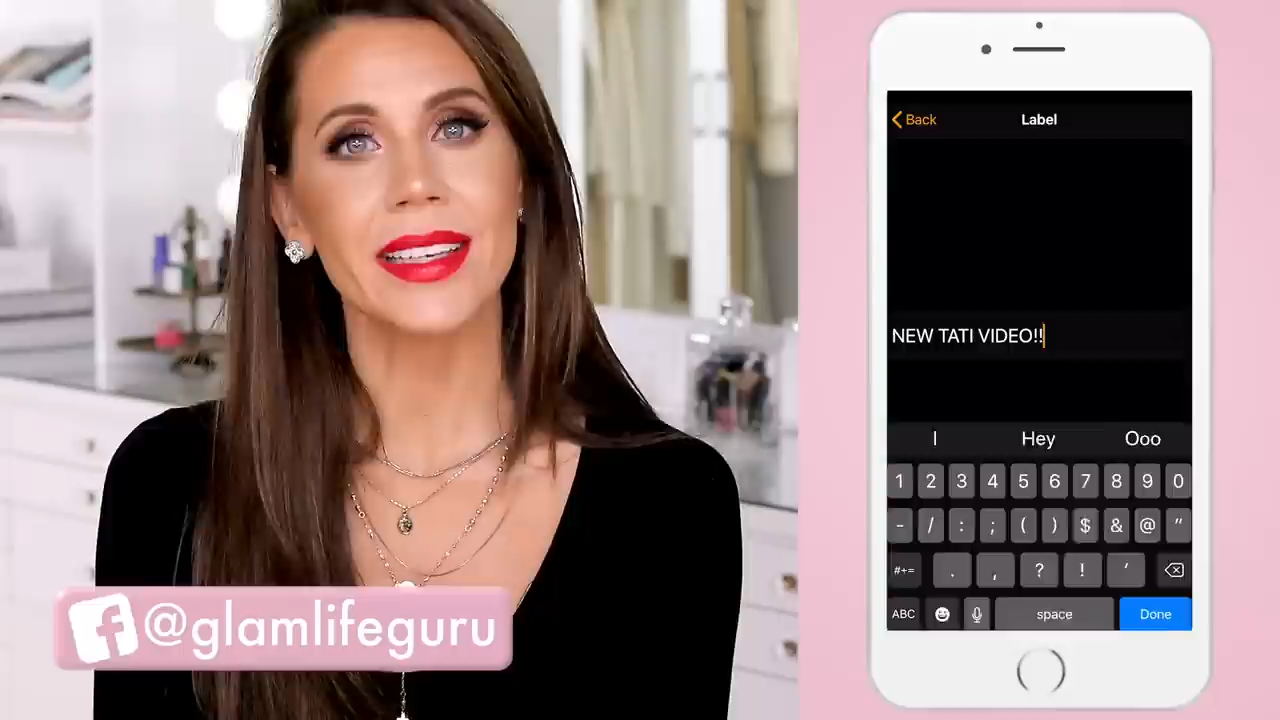 @glamlifeguru
Back
Label
NEW TATI VIDEO!!
I Hey Ooo
1 2 3 4 5 6 7 8 9 0
- / : ; ( ) $ & @ "
#+= . , ? ! '
ABC space Done